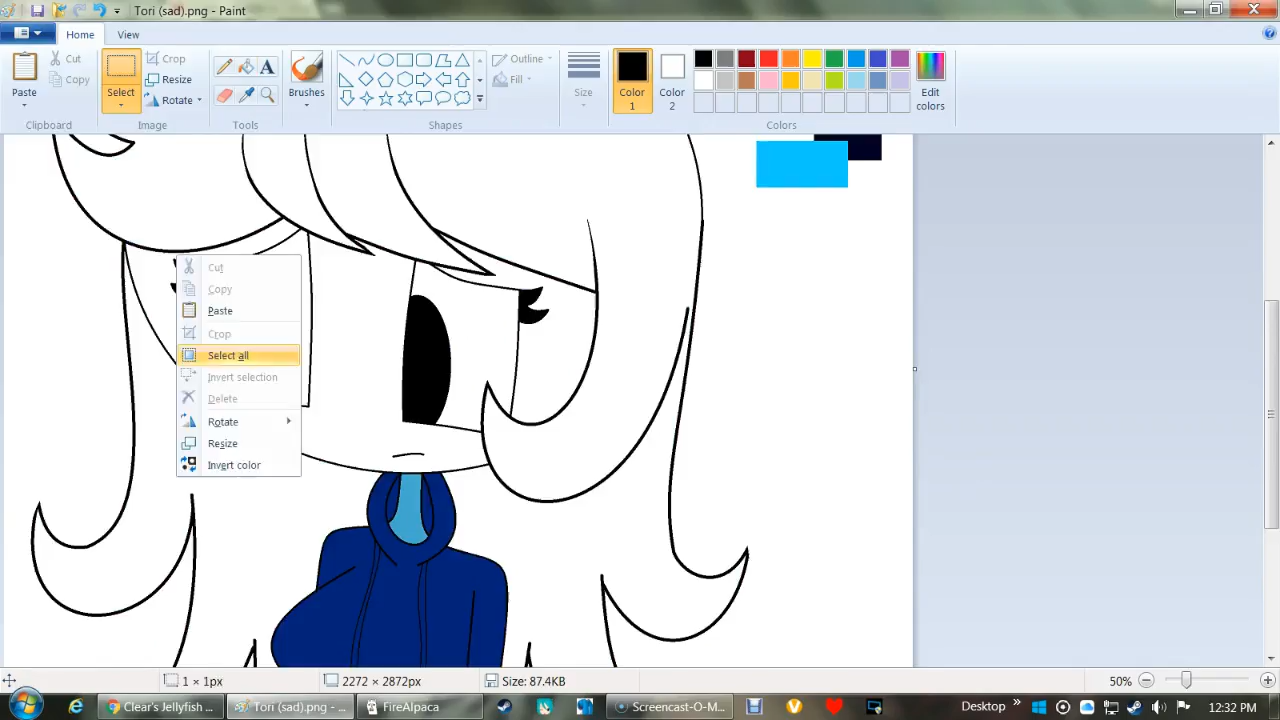 Tori (sad).png - Paint
Home
View
Paste
Cut
Copy
Clipboard
Select
Crop
Resize
Rotate
Image
A
Tools
Brushes
Outline
Fill
Shapes
Size
Color
1
Color
2
Edit
colors
Colors
Cut
Copy
Paste
Crop
Select all
Invert selection
Delete
Rotate
Resize
Invert color
1 × 1px
2272 × 2872px
Size: 87.4KB
50%
Clear's Jellyfish ...
Tori (sad).png - ...
FireAlpaca
Screencast-O-M...
Desktop
»
12:32 PM